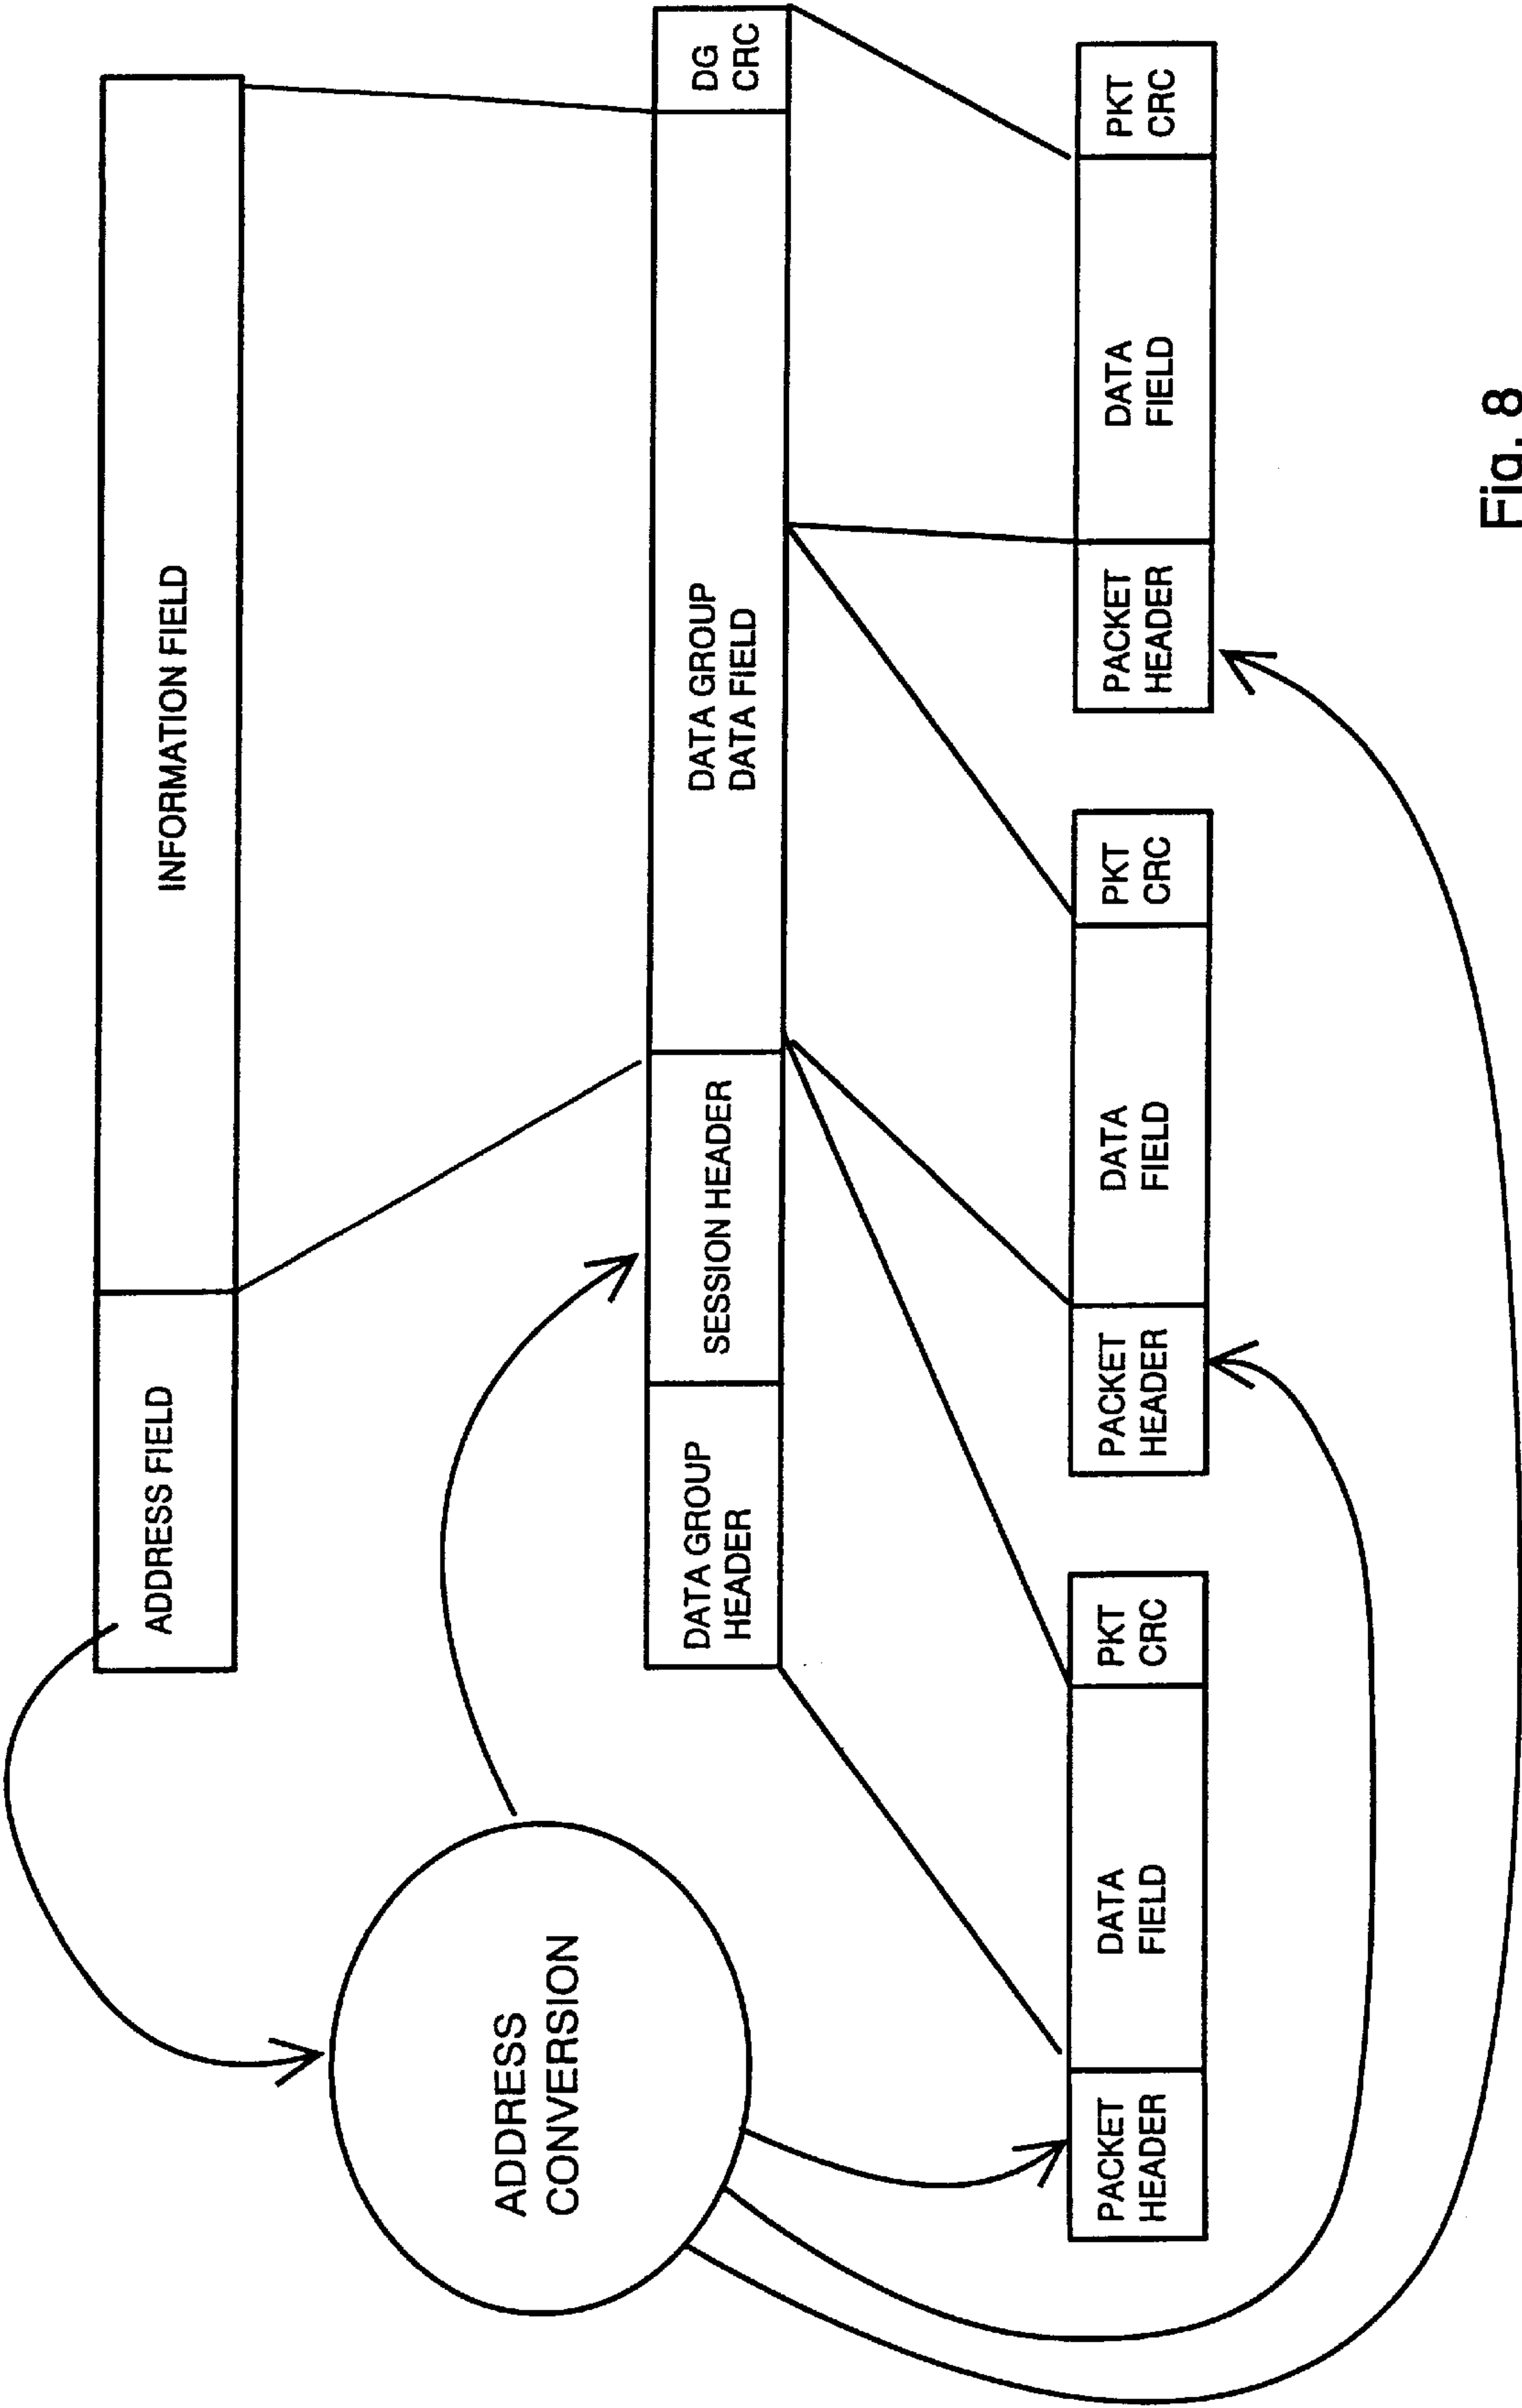 ADDRESS FIELD
INFORMATION FIELD
ADDRESS
CONVERSION
DATA GROUP
HEADER
SESSION HEADER
DATA GROUP
DATA FIELD
DG
CRC
PACKET
HEADER
DATA
FIELD
PKT
CRC
PACKET
HEADER
DATA
FIELD
PKT
CRC
PACKET
HEADER
DATA
FIELD
PKT
CRC
Fig. 8